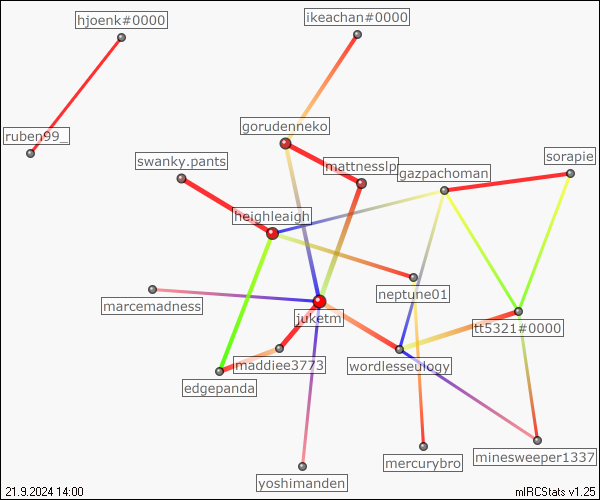 hjoenk#0000
ikeachan#0000
ruben99_
gorudenneko
swanky.pants
mattnesslp
gazpachoman
sorapie
heighleaigh
marcemadness
neptune01
juketm
tt5321#0000
maddiee3773
wordlesseulogy
edgepanda
mercurybro
minesweeper1337
yoshimanden
21.9.2024 14:00
mIRCStats v1.25